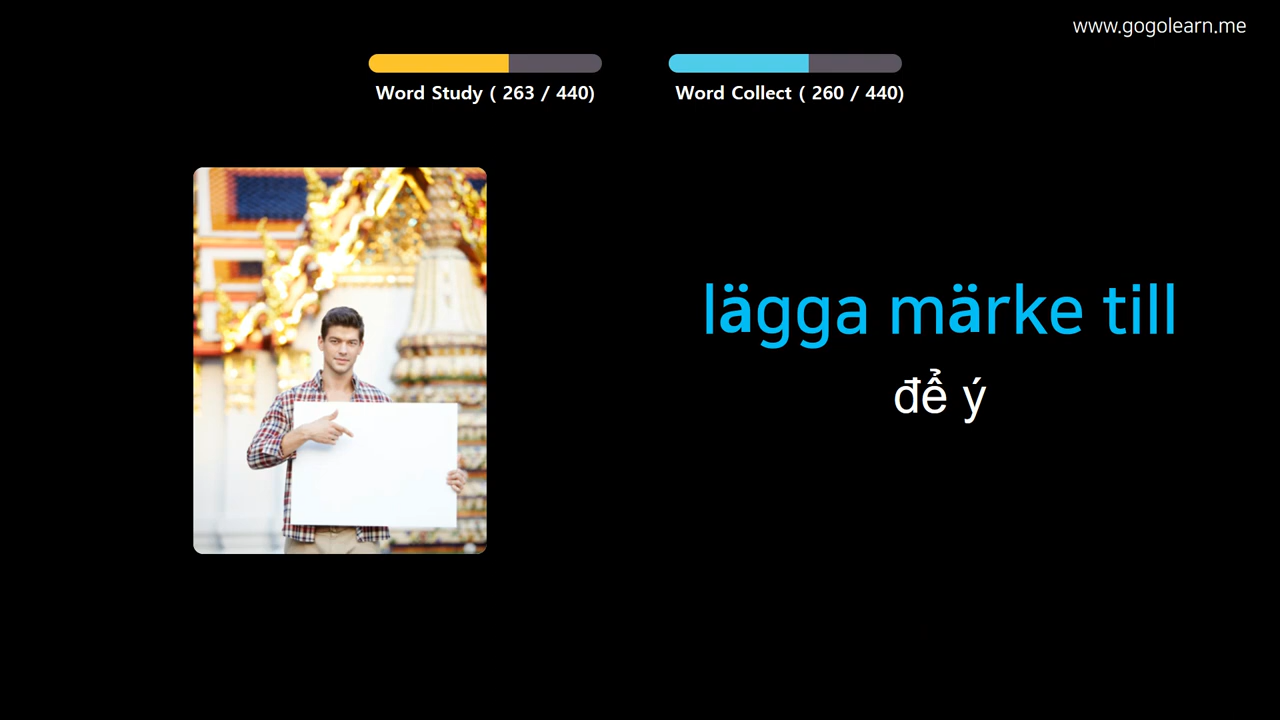 www.gogolearn.me
Word Study ( 263 / 440)
Word Collect ( 260 / 440)
lägga märke till
để ý